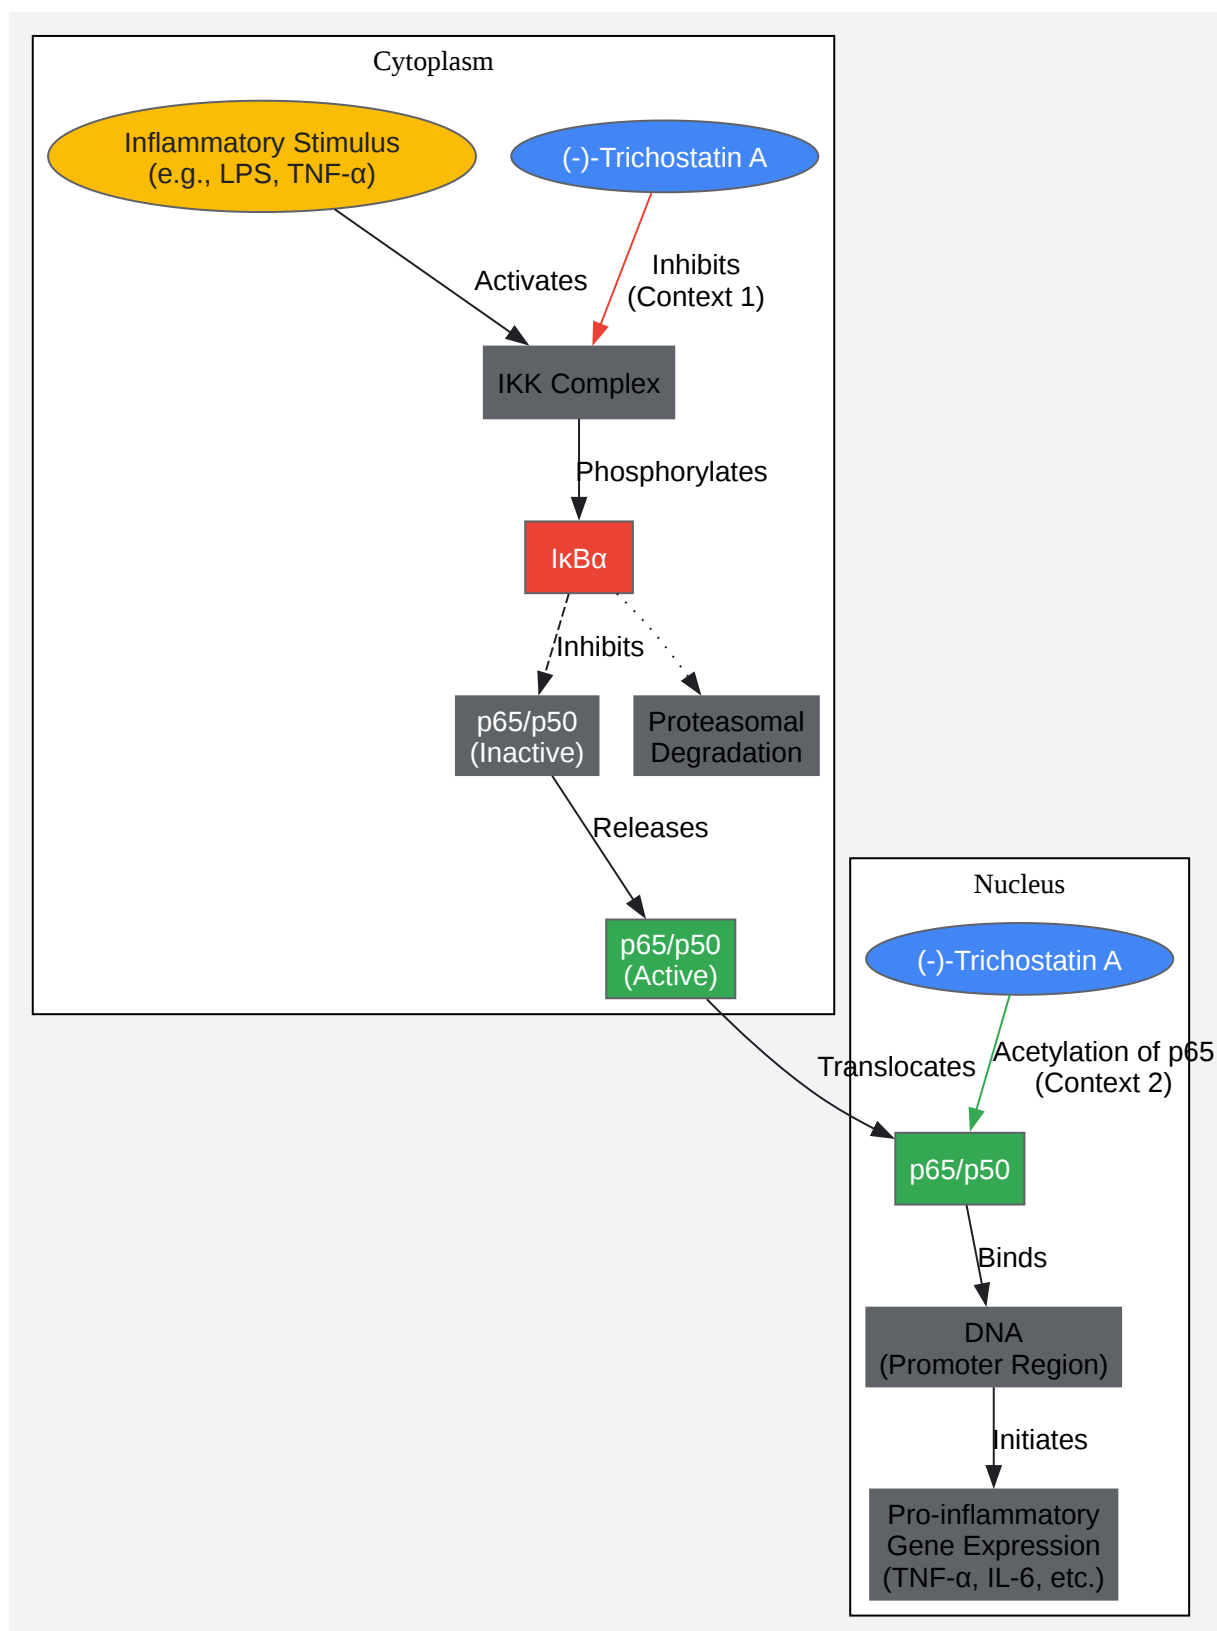 Cytoplasm
Inflammatory Stimulus
(e.g., LPS, TNF-α)
(-)-Trichostatin A
Activates
Inhibits
(Context 1)
IKK Complex
Phosphorylates
IκBα
Inhibits
p65/p50
(Inactive)
Proteasomal
Degradation
Releases
p65/p50
(Active)
Nucleus
(-)-Trichostatin A
Translocates
Acetylation of p65
(Context 2)
p65/p50
Binds
DNA
(Promoter Region)
Initiates
Pro-inflammatory
Gene Expression
(TNF-α, IL-6, etc.)